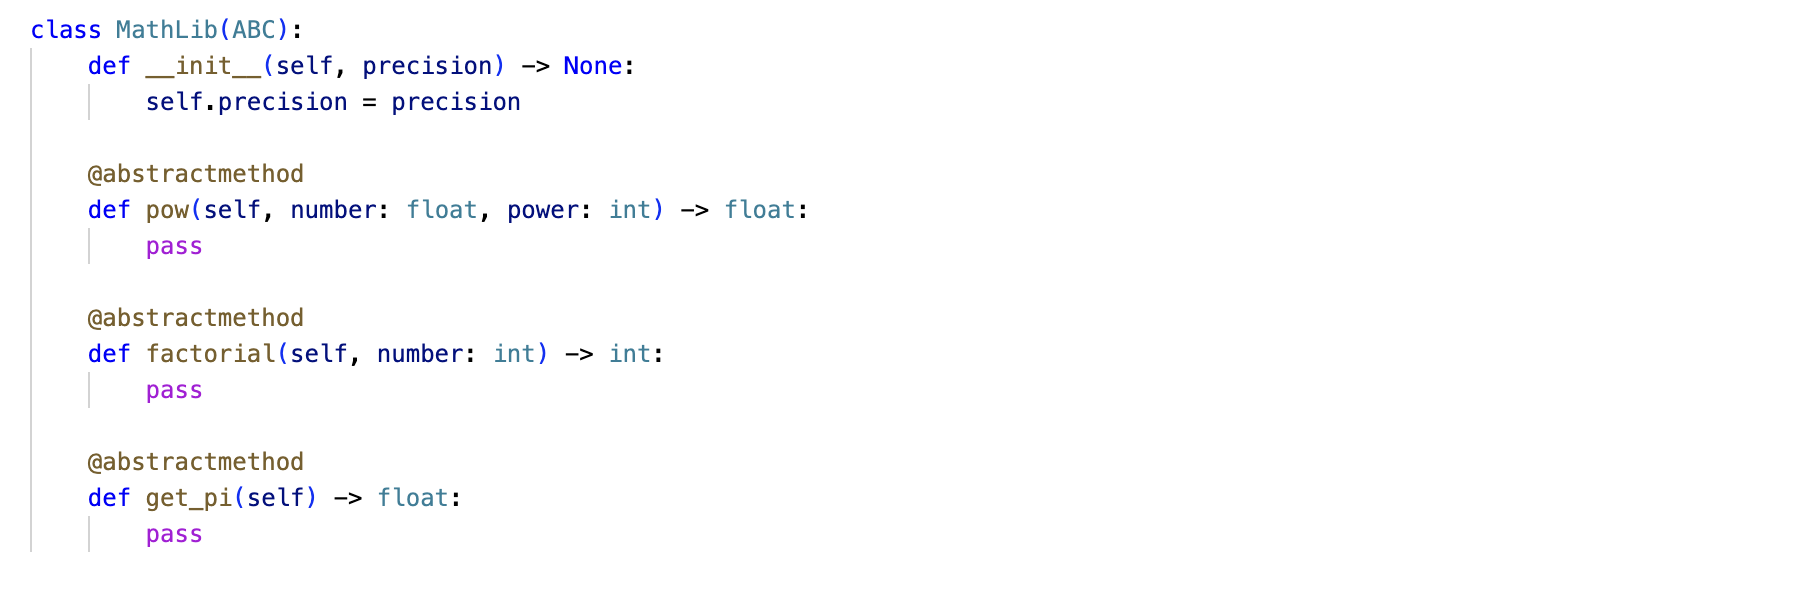 class MathLib(ABC):
    def __init__(self, precision) -> None:
        self.precision = precision

    @abstractmethod
    def pow(self, number: float, power: int) -> float:
        pass

    @abstractmethod
    def factorial(self, number: int) -> int:
        pass

    @abstractmethod
    def get_pi(self) -> float:
        pass